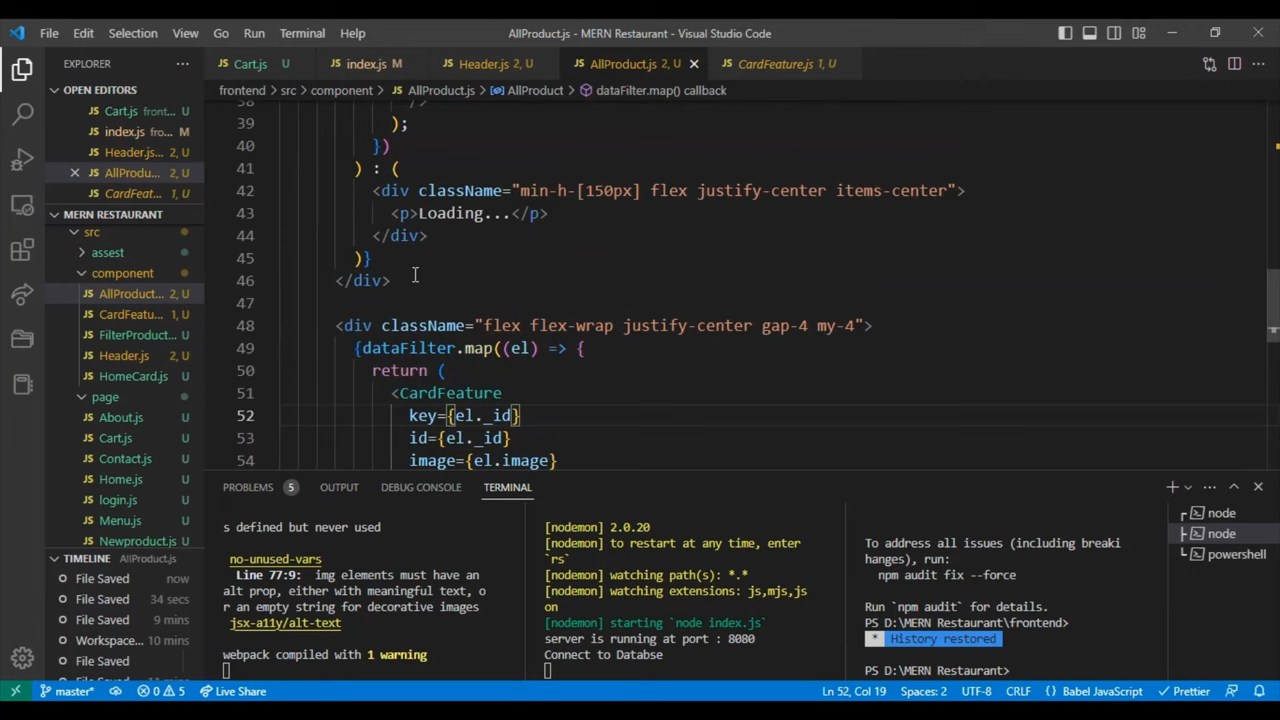 File Edit Selection View Go Run Terminal Help
AllProduct.js - MERN Restaurant - Visual Studio Code
EXPLORER
OPEN EDITORS
JS Cart.js front... U
JS index.js fro... M
JS Header.js... 2, U
JS AllProdu... 2, U
JS CardFeat... 1, U
MERN RESTAURANT
src
assest
component
JS AllProduct... 2, U
JS CardFeatur... 1, U
JS FilterProduct... U
JS Header.js 2, U
JS HomeCard.js U
page
JS About.js U
JS Cart.js U
JS Contact.js U
JS Home.js U
JS login.js U
JS Menu.js U
JS Newproduct.js U
TIMELINE AllProduct.js
File Saved now
File Saved 34 secs
File Saved 9 mins
Workspace... 10 mins
File Saved
JS Cart.js U
JS index.js M
JS Header.js 2, U
JS AllProduct.js 2, U
JS CardFeature.js 1, U
frontend > src > component > JS AllProduct.js > AllProduct > dataFilter.map() callback
38 />
39 );
40 })
41 ) : (
42 <div className="min-h-[150px] flex justify-center items-center">
43 <p>Loading...</p>
44 </div>
45 )}
46 </div>
47
48 <div className="flex flex-wrap justify-center gap-4 my-4">
49 {dataFilter.map((el) => {
50 return (
51 <CardFeature
52 key={el._id}
53 id={el._id}
54 image={el.image}
PROBLEMS 5 OUTPUT DEBUG CONSOLE TERMINAL
s defined but never used
no-unused-vars
Line 77:9: img elements must have an
alt prop, either with meaningful text, o
r an empty string for decorative images
jsx-a11y/alt-text
webpack compiled with 1 warning
[nodemon] 2.0.20
[nodemon] to restart at any time, enter
`rs`
[nodemon] watching path(s): *.*
[nodemon] watching extensions: js,mjs,js
on
[nodemon] starting `node index.js`
server is running at port : 8080
Connect to Databse
To address all issues (including breaki
hanges), run:
npm audit fix --force
Run `npm audit` for details.
PS D:\MERN Restaurant\frontend>
* History restored
PS D:\MERN Restaurant>
node
node
powershell
master* 0 5 Live Share
Ln 52, Col 19 Spaces: 2 UTF-8 CRLF {} Babel JavaScript Prettier